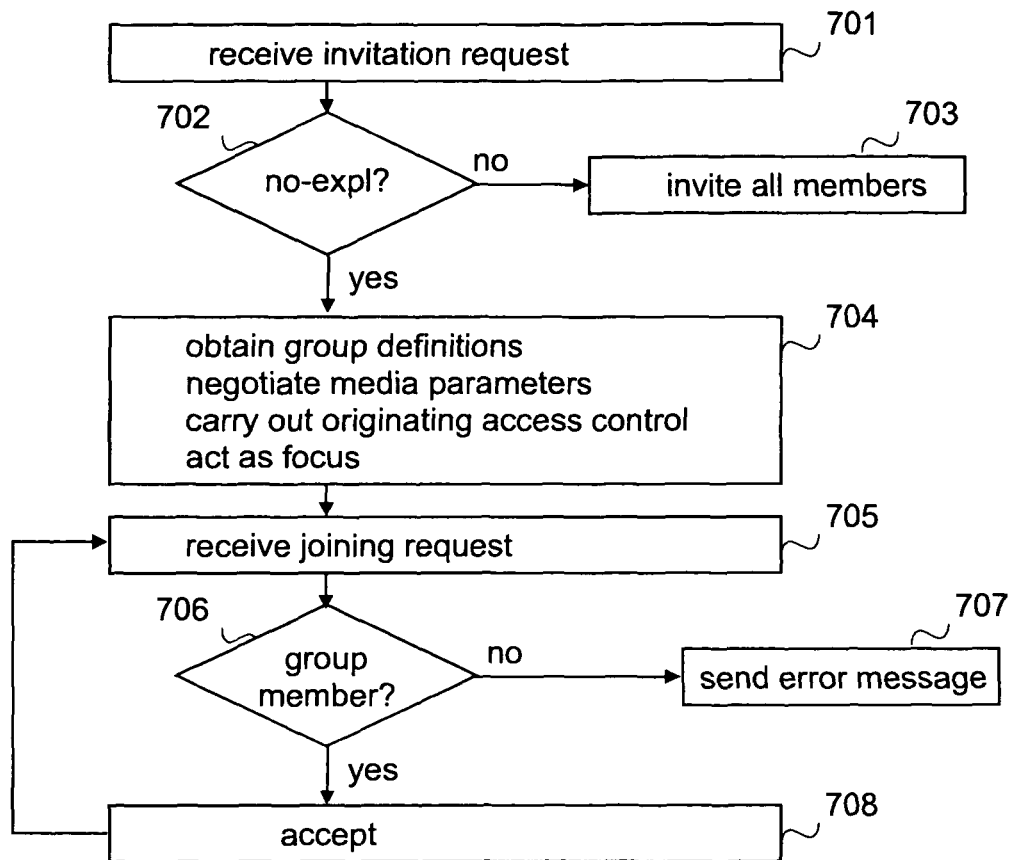 701
receive invitation request
702
703
no-expl?
no
invite all members
yes
704
obtain group definitions
negotiate media parameters
carry out originating access control
act as focus
705
receive joining request
706
707
group
member?
no
send error message
yes
708
accept